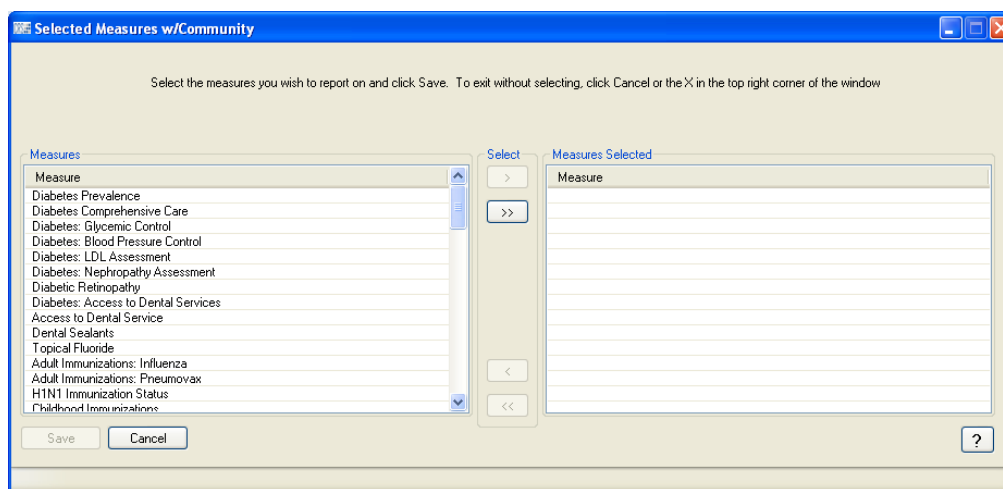 Selected Measures w/Community
Select the measures you wish to report on and click Save. To exit without selecting, click Cancel or the X in the top right corner of the window
Measures
Select
Measures Selected
Measure
>
Measure
Diabetes Prevalence
Diabetes Comprehensive Care
>>
Diabetes: Glycemic Control
Diabetes: Blood Pressure Control
Diabetes: LDL Assessment
Diabetes: Nephropathy Assessment
Diabetic Retinopathy
Diabetes: Access to Dental Services
Access to Dental Service
Dental Sealants
Topical Fluoride
Adult Immunizations: Influenza
<
Adult Immunizations: Pneumovax
H1N1 Immunization Status
<<
Childhood Immunizations
Save
Cancel
?